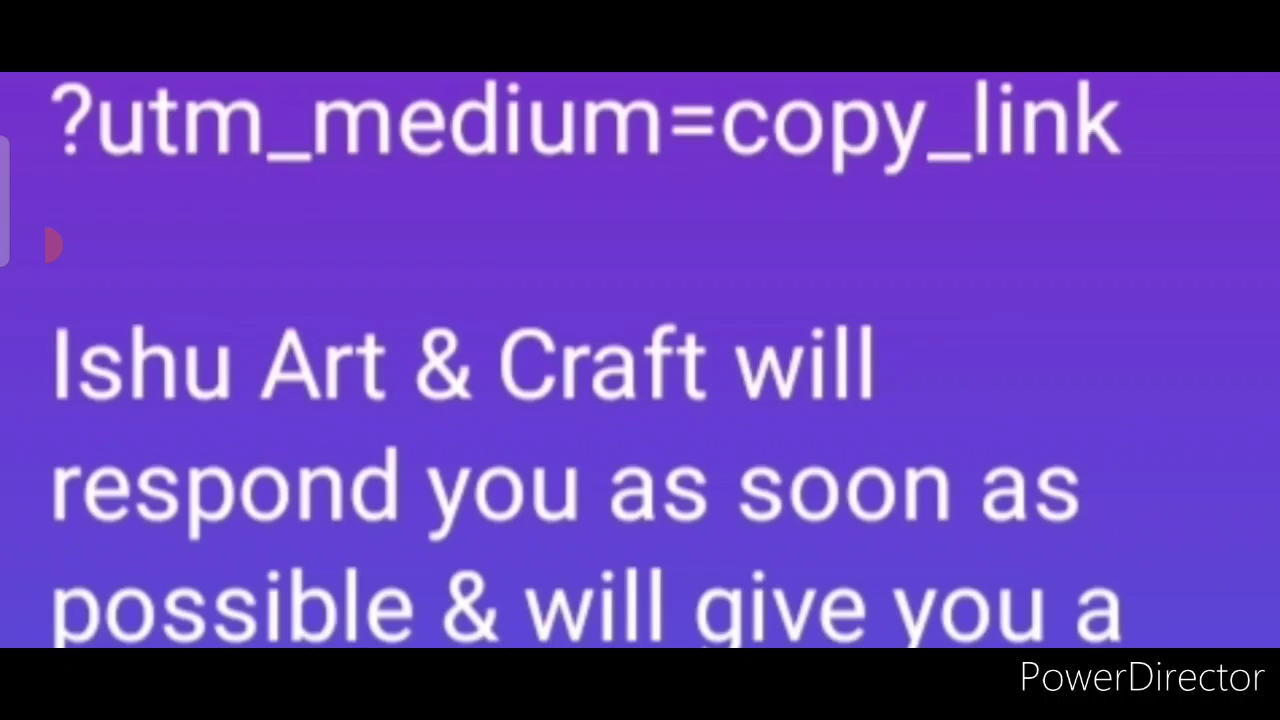 ?utm_medium=copy_link
Ishu Art & Craft will
respond you as soon as
possible & will give you a
PowerDirector